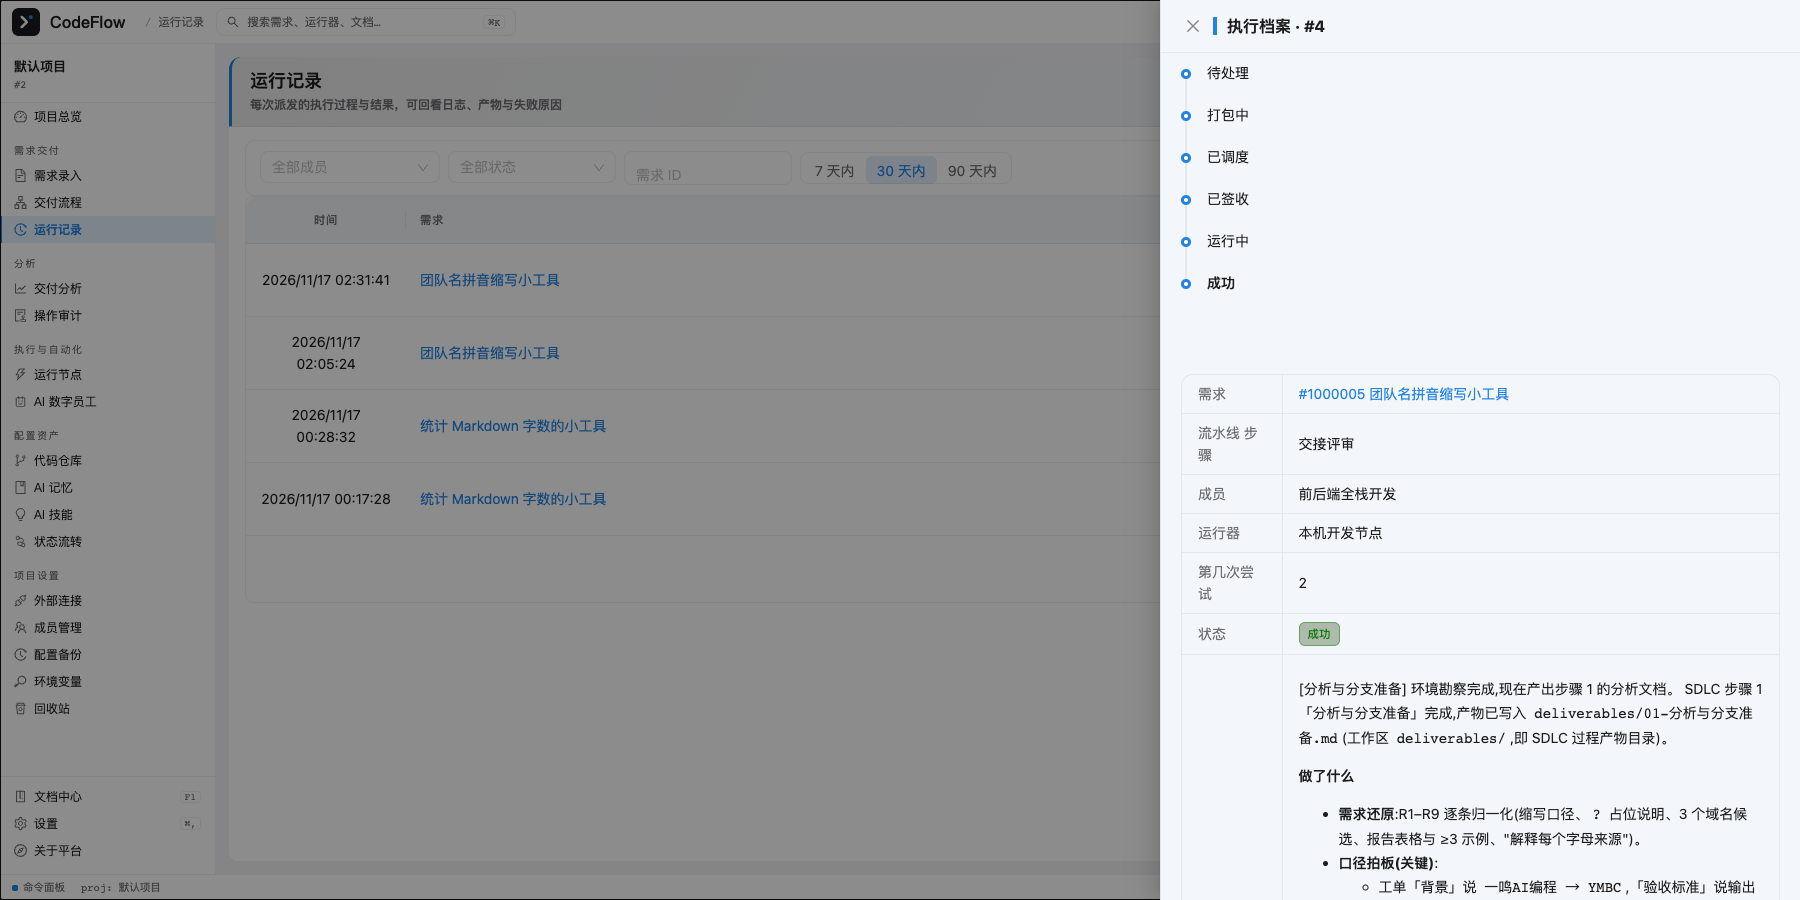 CodeFlow
/ 运行记录
搜索需求、运行器、文档...
⌘K
默认项目
#2
项目总览
需求交付
需求录入
交付流程
运行记录
分析
交付分析
操作审计
执行与自动化
运行节点
AI 数字员工
配置资产
代码仓库
AI 记忆
AI 技能
状态流转
项目设置
外部连接
成员管理
配置备份
环境变量
回收站
文档中心 F1
设置 ⌘,
关于平台
命令面板 proj: 默认项目
运行记录
每次派发的执行过程与结果，可回看日志、产物与失败原因
全部成员
全部状态
需求 ID
7 天内 30 天内 90 天内
时间 需求
2026/11/17 02:31:41 团队名拼音缩写小工具
2026/11/17
02:05:24
团队名拼音缩写小工具
2026/11/17
00:28:32
统计 Markdown 字数的小工具
2026/11/17 00:17:28 统计 Markdown 字数的小工具
执行档案 · #4
待处理
打包中
已调度
已签收
运行中
成功
需求 #1000005 团队名拼音缩写小工具
流水线 步
骤
交接评审
成员 前后端全栈开发
运行器 本机开发节点
第几次尝
试
2
状态 成功
[分析与分支准备] 环境勘察完成,现在产出步骤 1 的分析文档。 SDLC 步骤 1
「分析与分支准备」完成,产物已写入 deliverables/01-分析与分支准
备.md (工作区 deliverables/ ,即 SDLC 过程产物目录)。
做了什么
• 需求还原:R1–R9 逐条归一化(缩写口径、 ? 占位说明、3 个域名候
选、报告表格与 ≥3 示例、"解释每个字母来源")。
• 口径拍板(关键):
◦ 工单「背景」说 一鸣AI编程 → YMBC ,「验收标准」说输出